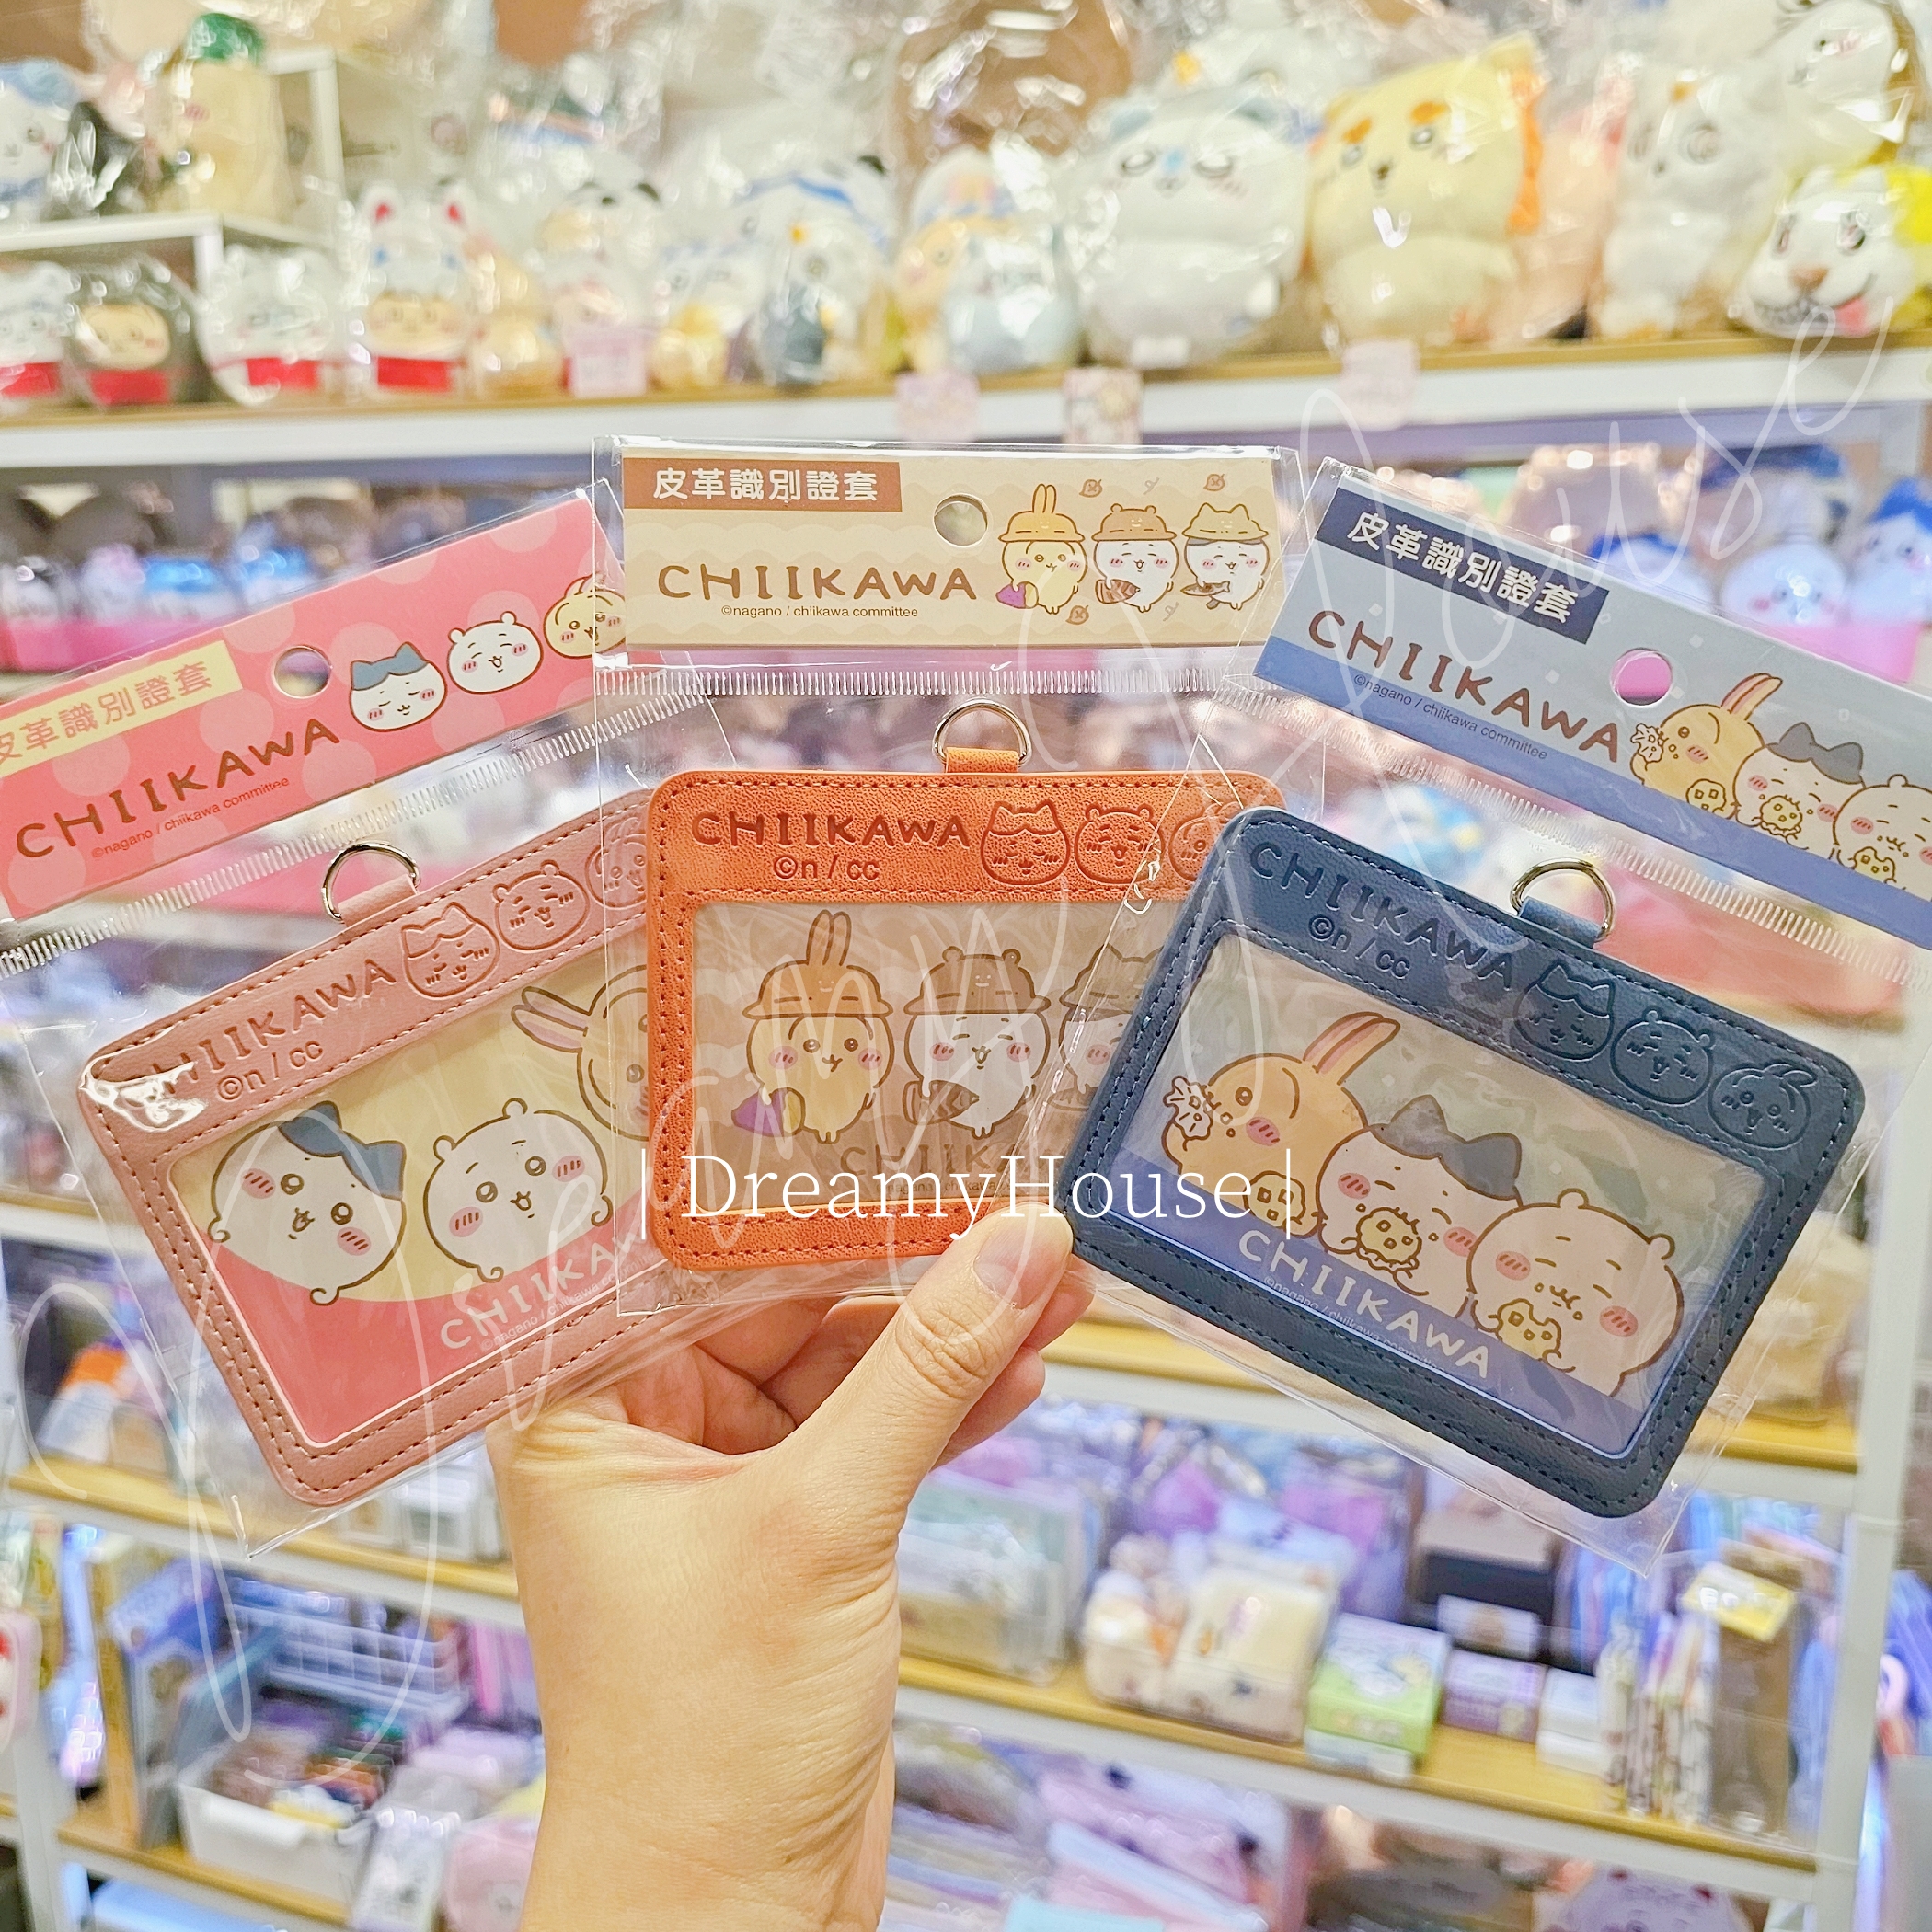 皮革識別證套
CHIIKAWA
©nagano / chiikawa committee
CHIIKAWA
©n / cc
CHIIKAWA
皮革識別證套
CHIIKAWA
©nagano / chiikawa committee
CHIIKAWA
©n / cc
皮革識別證套
CHIIKAWA
©nagano / chiikawa committee
CHIIKAWA
©n / cc
CHIIKAWA
| DreamyHouse |
Dreamy House